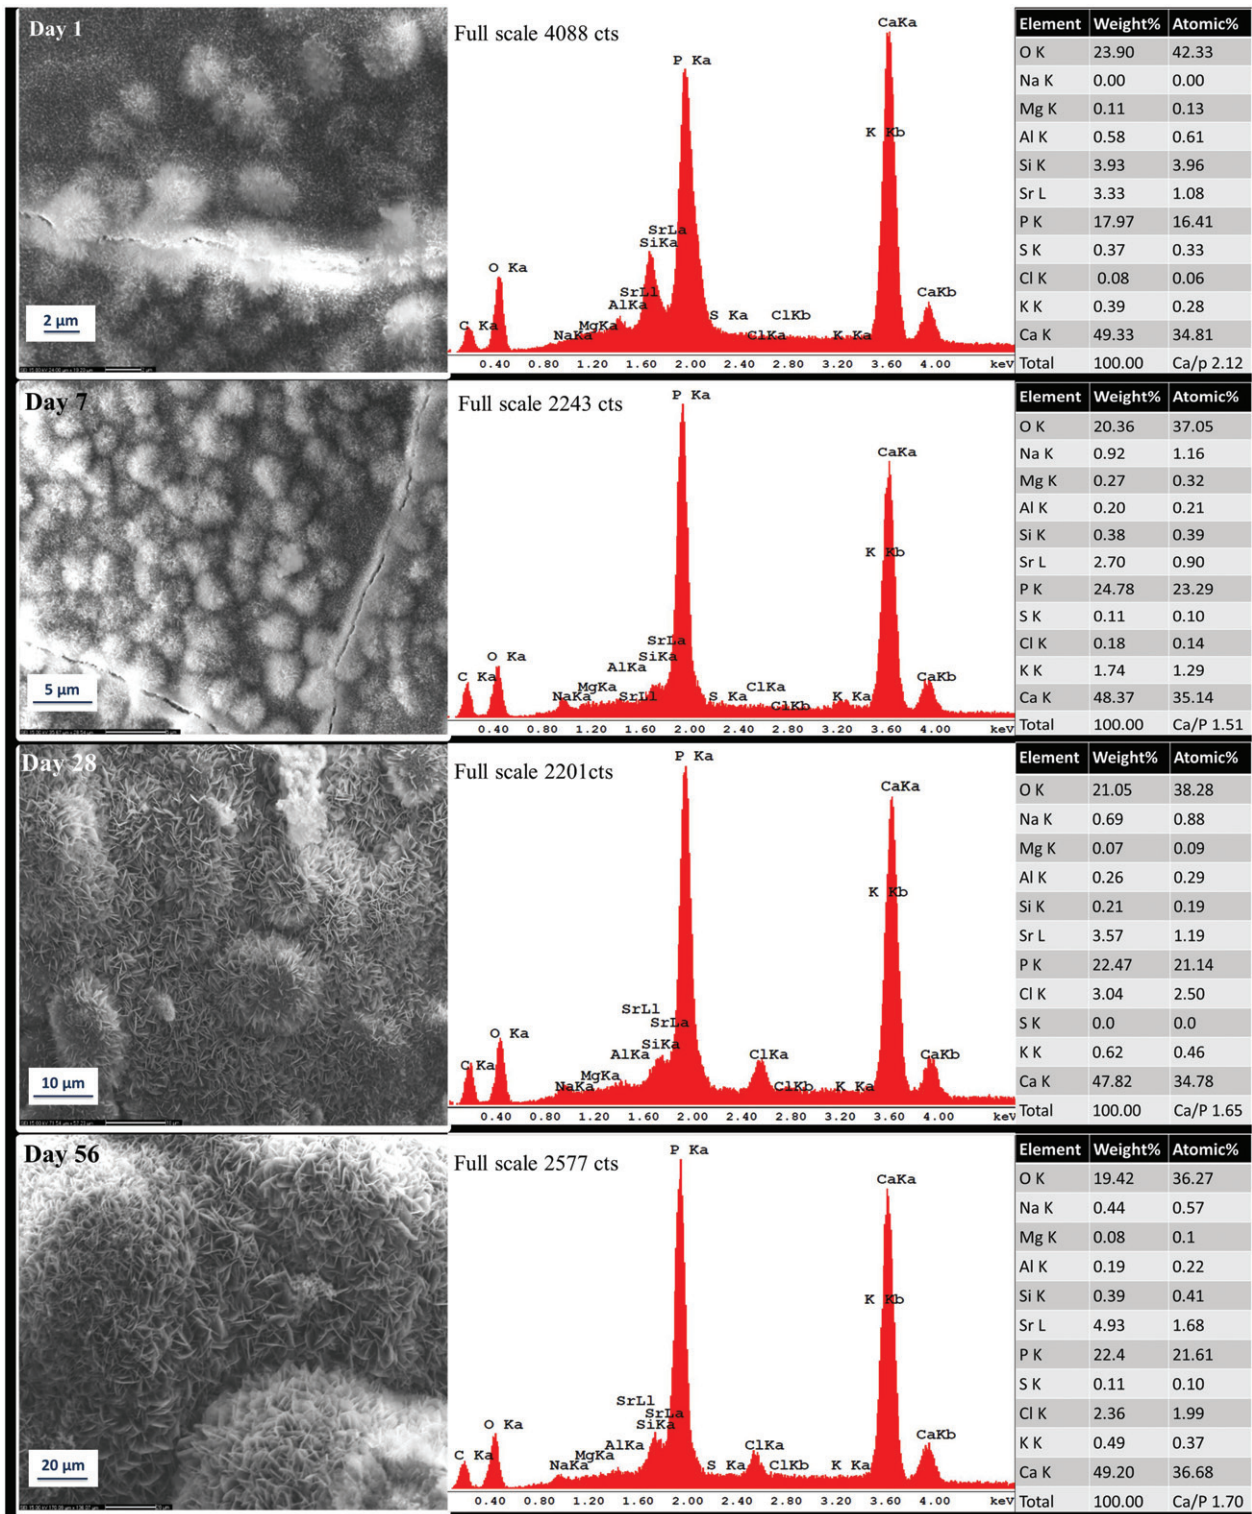 Day 1
Full scale 4088 cts
CaKa
P Ka
K Kb
SrLa
SiKa
O Ka
SrLl
AlKa
CaKb
C Ka
MgKa
NaKa
S Ka
ClKb
ClKa
K Ka
0.40 0.80 1.20 1.60 2.00 2.40 2.80 3.20 3.60 4.00 keV
2 µm
Element Weight% Atomic%
O K 23.90 42.33
Na K 0.00 0.00
Mg K 0.11 0.13
Al K 0.58 0.61
Si K 3.93 3.96
Sr L 3.33 1.08
P K 17.97 16.41
S K 0.37 0.33
Cl K 0.08 0.06
K K 0.39 0.28
Ca K 49.33 34.81
Total 100.00 Ca/p 2.12
Day 7
Full scale 2243 cts
P Ka
CaKa
K Kb
SrLa
O Ka
SiKa
AlKa
C Ka
MgKa
ClKa
CaKb
NaKa
SrLl
S Ka
K Ka
ClKb
0.40 0.80 1.20 1.60 2.00 2.40 2.80 3.20 3.60 4.00 keV
5 µm
Element Weight% Atomic%
O K 20.36 37.05
Na K 0.92 1.16
Mg K 0.27 0.32
Al K 0.20 0.21
Si K 0.38 0.39
Sr L 2.70 0.90
P K 24.78 23.29
S K 0.11 0.10
Cl K 0.18 0.14
K K 1.74 1.29
Ca K 48.37 35.14
Total 100.00 Ca/P 1.51
Day 28
Full scale 2201cts
P Ka
CaKa
K Kb
SrLl
SrLa
O Ka
SiKa
AlKa
ClKa
CaKb
C Ka
MgKa
NaKa
ClKb
K Ka
0.40 0.80 1.20 1.60 2.00 2.40 2.80 3.20 3.60 4.00 keV
10 µm
Element Weight% Atomic%
O K 21.05 38.28
Na K 0.69 0.88
Mg K 0.07 0.09
Al K 0.26 0.29
Si K 0.21 0.19
Sr L 3.57 1.19
P K 22.47 21.14
Cl K 3.04 2.50
S K 0.0 0.0
K K 0.62 0.46
Ca K 47.82 34.78
Total 100.00 Ca/P 1.65
Day 56
Full scale 2577 cts
P Ka
CaKa
K Kb
SrLl
SrLa
O Ka
SiKa
AlKa
ClKa
CaKb
C Ka
MgKa
NaKa
S Ka
ClKb
K Ka
0.40 0.80 1.20 1.60 2.00 2.40 2.80 3.20 3.60 4.00 keV
20 µm
Element Weight% Atomic%
O K 19.42 36.27
Na K 0.44 0.57
Mg K 0.08 0.1
Al K 0.19 0.22
Si K 0.39 0.41
Sr L 4.93 1.68
P K 22.4 21.61
S K 0.11 0.10
Cl K 2.36 1.99
K K 0.49 0.37
Ca K 49.20 36.68
Total 100.00 Ca/P 1.70